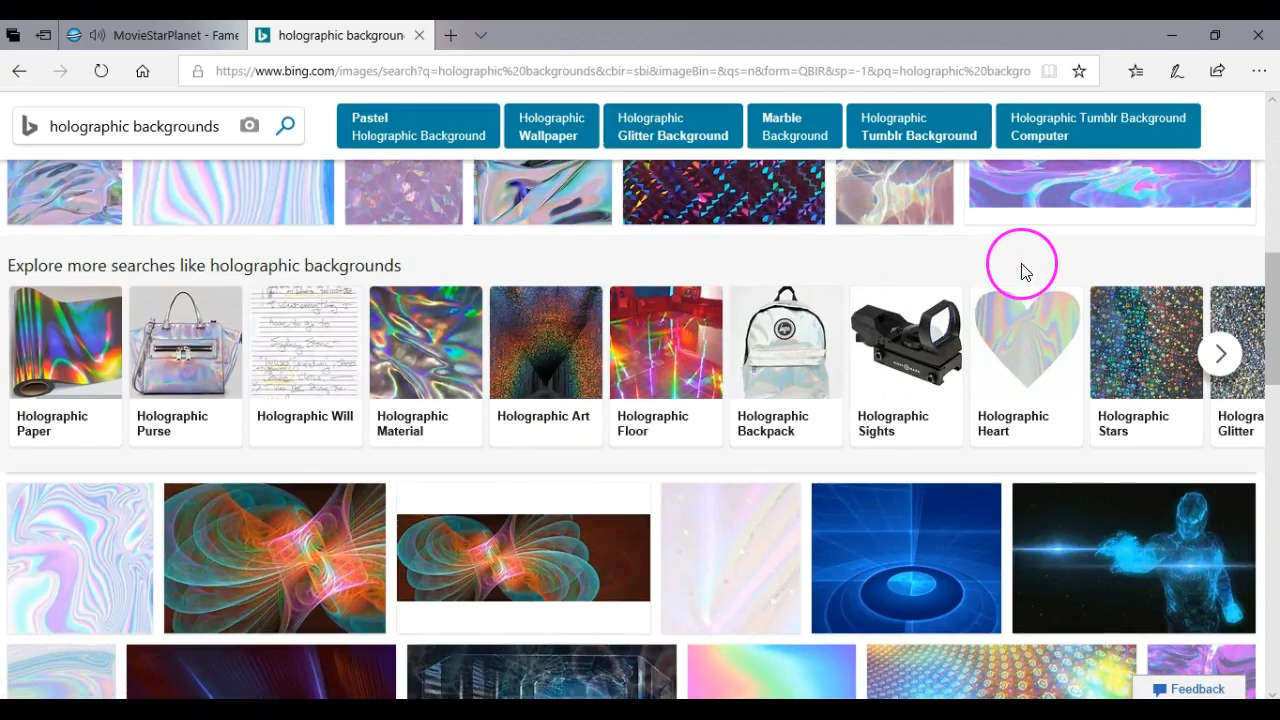 MovieStarPlanet - Fame
holographic backgroun
https://www.bing.com/images/search?q=holographic%20backgrounds&cbir=sbi&imageBin=&qs=n&form=QBIR&sp=-1&pq=holographic%20backgro
holographic backgrounds
Pastel
Holographic Background
Holographic
Wallpaper
Holographic
Glitter Background
Marble
Background
Holographic
Tumblr Background
Holographic Tumblr Background
Computer
Explore more searches like holographic backgrounds
Holographic
Paper
Holographic
Purse
Holographic Will
Holographic
Material
Holographic Art
Holographic
Floor
Holographic
Backpack
Holographic
Sights
Holographic
Heart
Holographic
Stars
Hologra
Glitter
Feedback